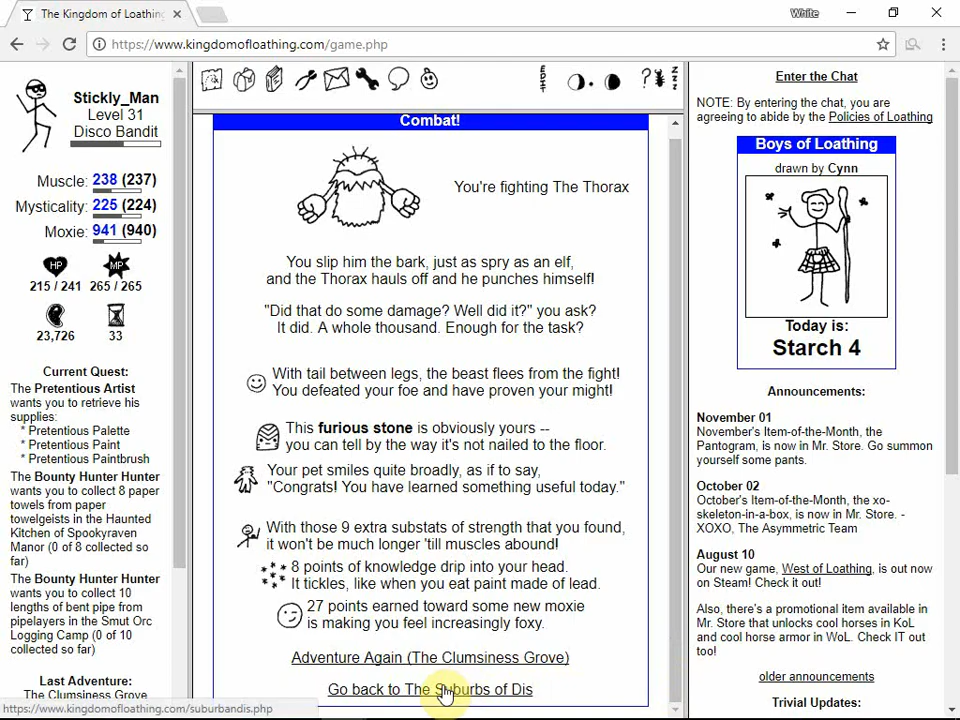 The Kingdom of Loathin
White
https://www.kingdomofloathing.com/game.php
Stickly_Man
Level 31
Disco Bandit
Muscle: 238 (237)
Mysticality: 225 (224)
Moxie: 941 (940)
HP
MP
215 / 241
265 / 265
23,726
33
Current Quest:
The Pretentious Artist
wants you to retrieve his
supplies:
* Pretentious Palette
* Pretentious Paint
* Pretentious Paintbrush
The Bounty Hunter Hunter
wants you to collect 8 paper
towels from paper
towelgeists in the Haunted
Kitchen of Spookyraven
Manor (0 of 8 collected so
far)
The Bounty Hunter Hunter
wants you to collect 10
lengths of bent pipe from
pipelayers in the Smut Orc
Logging Camp (0 of 10
collected so far)
Last Adventure:
The Clumsiness Grove
https://www.kingdomofloathing.com/suburbandis.php
EDIT
?
ZZZZ
Combat!
You're fighting The Thorax
You slip him the bark, just as spry as an elf,
and the Thorax hauls off and he punches himself!
"Did that do some damage? Well did it?" you ask?
It did. A whole thousand. Enough for the task?
With tail between legs, the beast flees from the fight!
You defeated your foe and have proven your might!
This furious stone is obviously yours --
you can tell by the way it's not nailed to the floor.
Your pet smiles quite broadly, as if to say,
"Congrats! You have learned something useful today."
With those 9 extra substats of strength that you found,
it won't be much longer 'till muscles abound!
8 points of knowledge drip into your head.
It tickles, like when you eat paint made of lead.
27 points earned toward some new moxie
is making you feel increasingly foxy.
Adventure Again (The Clumsiness Grove)
Go back to The Suburbs of Dis
Enter the Chat
NOTE: By entering the chat, you are
agreeing to abide by the Policies of Loathing
Boys of Loathing
drawn by Cynn
Today is:
Starch 4
Announcements:
November 01
November's Item-of-the-Month, the
Pantogram, is now in Mr. Store. Go summon
yourself some pants.
October 02
October's Item-of-the-Month, the xo-
skeleton-in-a-box, is now in Mr. Store. -
XOXO, The Asymmetric Team
August 10
Our new game, West of Loathing, is out now
on Steam! Check it out!
Also, there's a promotional item available in
Mr. Store that unlocks cool horses in KoL
and cool horse armor in WoL. Check IT out
too!
older announcements
Trivial Updates: